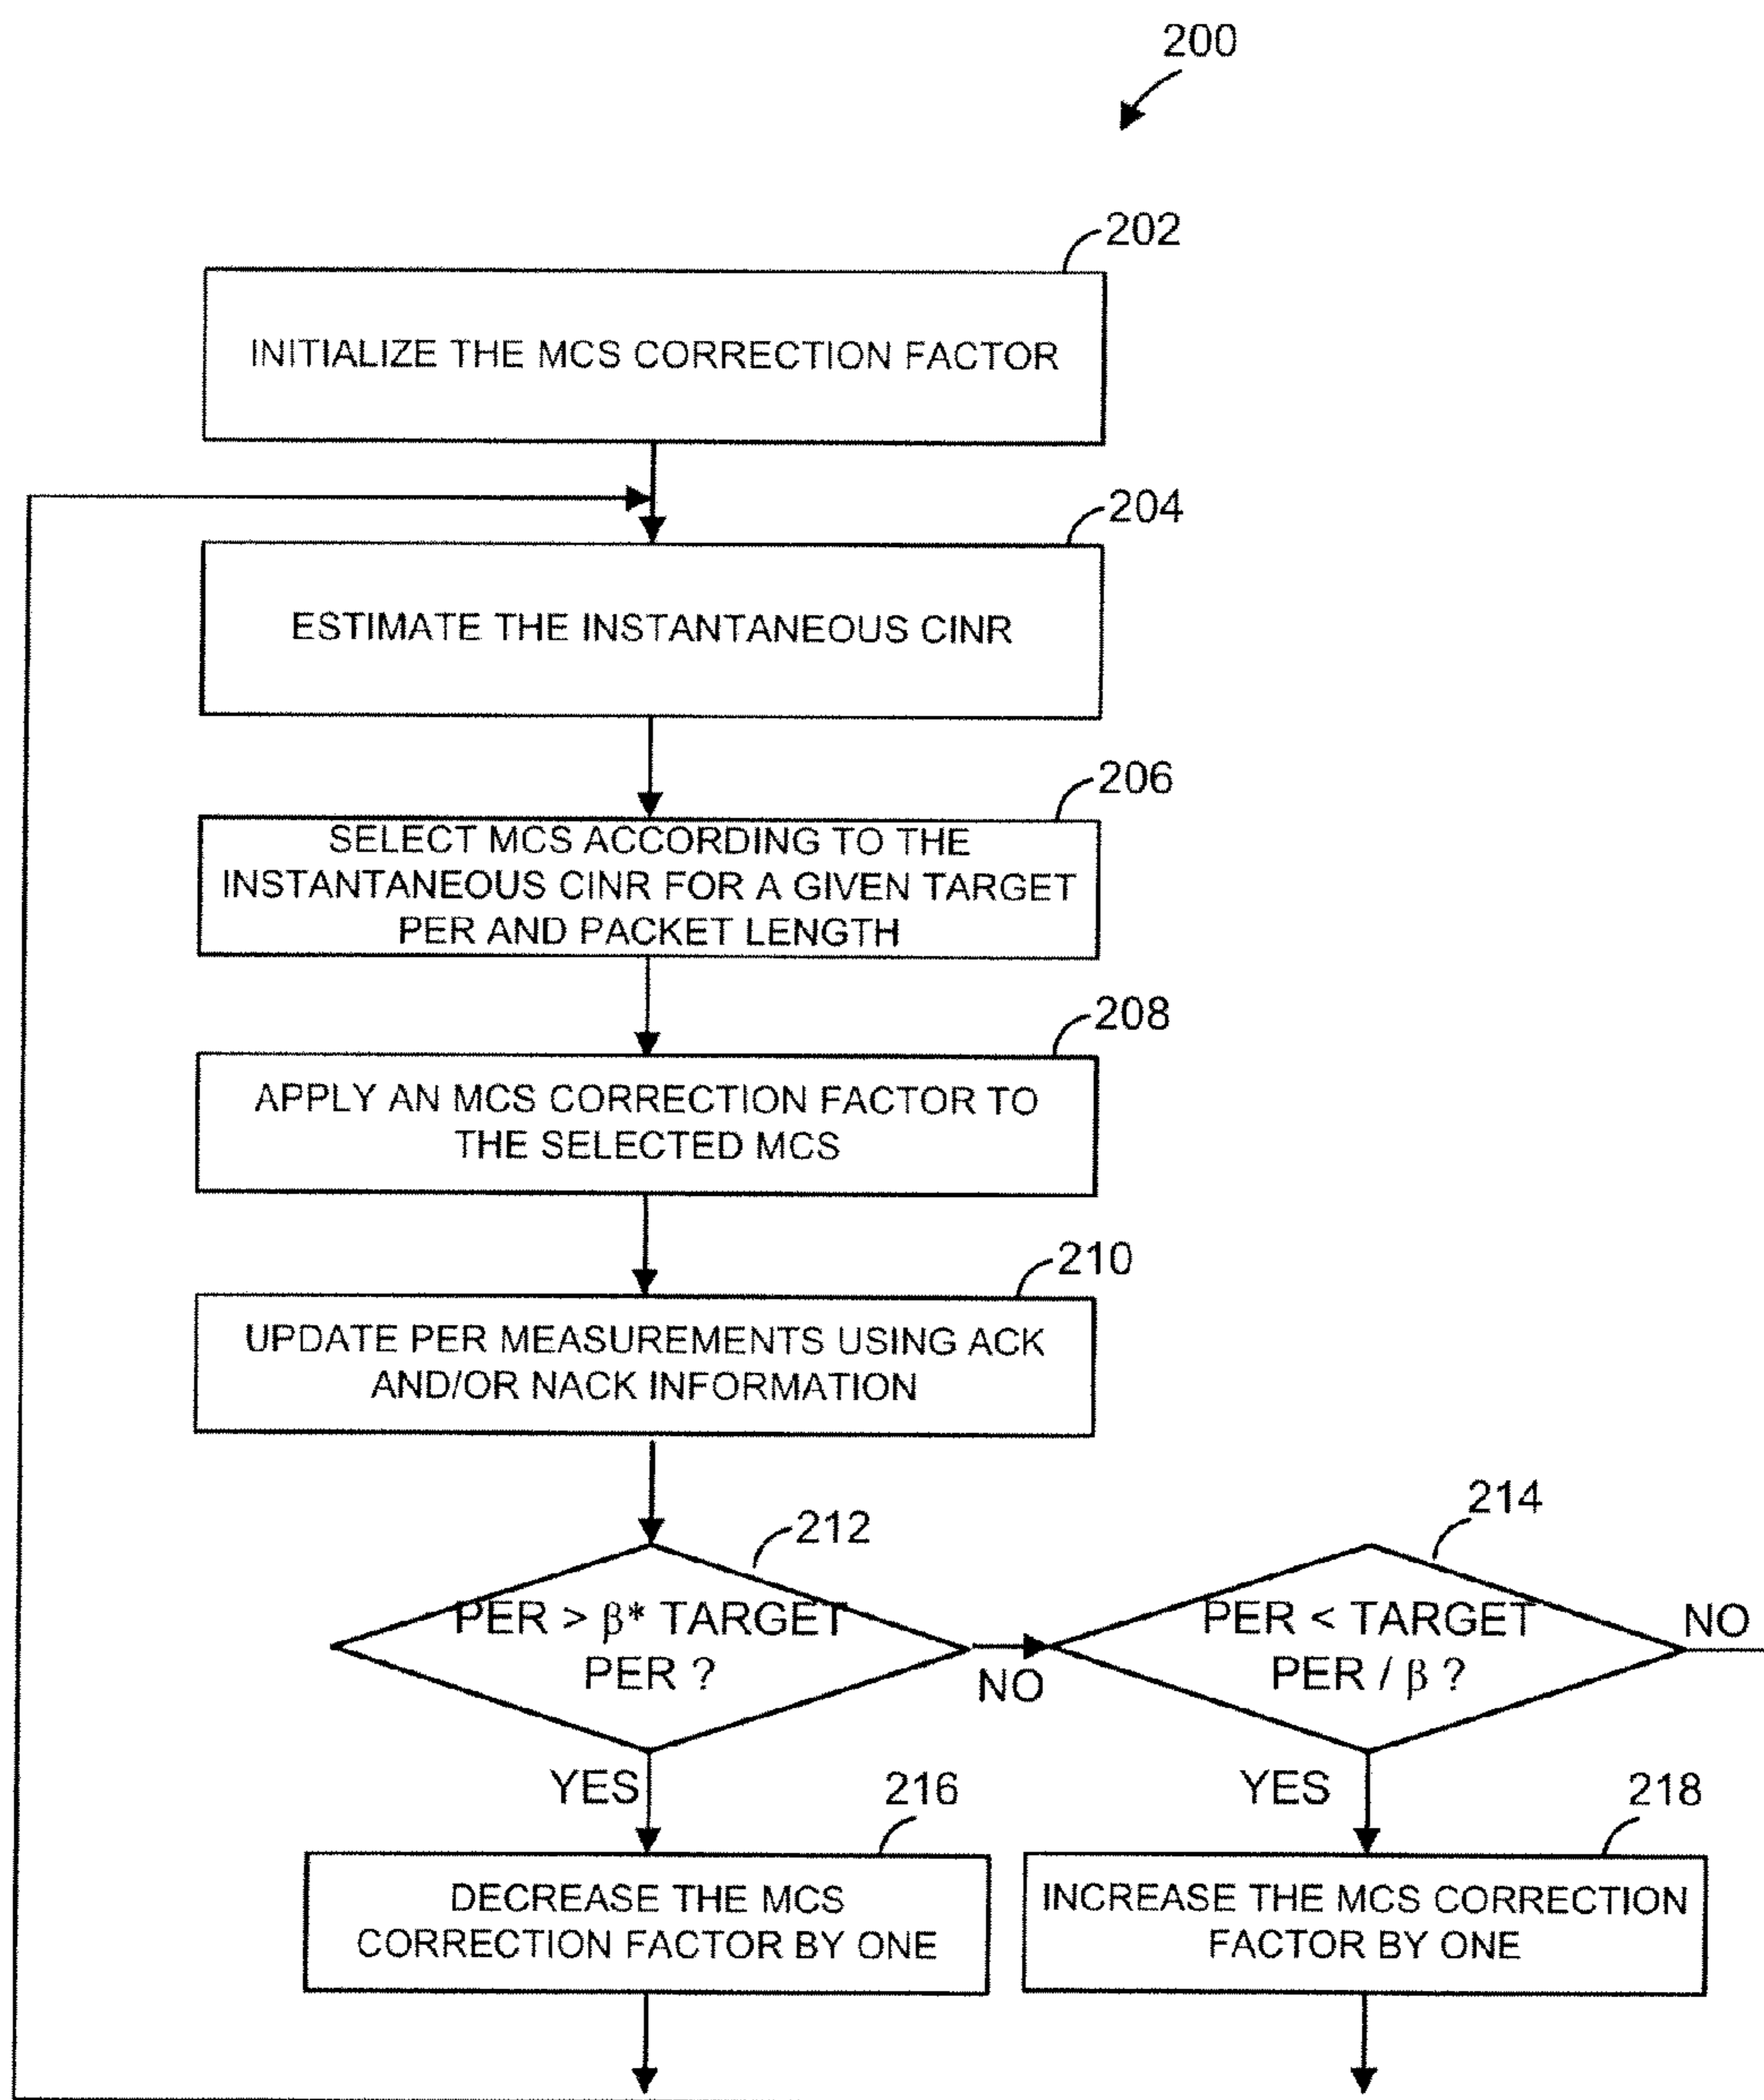 200
202
INITIALIZE THE MCS CORRECTION FACTOR
204
ESTIMATE THE INSTANTANEOUS CINR
206
SELECT MCS ACCORDING TO THE
INSTANTANEOUS CINR FOR A GIVEN TARGET
PER AND PACKET LENGTH
208
APPLY AN MCS CORRECTION FACTOR TO
THE SELECTED MCS
210
UPDATE PER MEASUREMENTS USING ACK
AND/OR NACK INFORMATION
212
PER > β* TARGET
PER ?
NO
214
PER < TARGET
PER / β ?
NO
YES
216
DECREASE THE MCS
CORRECTION FACTOR BY ONE
YES
218
INCREASE THE MCS CORRECTION
FACTOR BY ONE